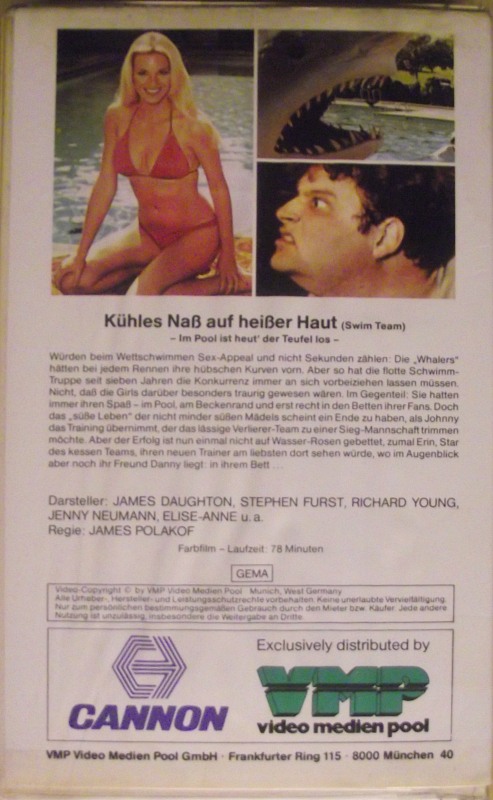 Kühles Naß auf heißer Haut (Swim Team)
– Im Pool ist heut' der Teufel los –
Würden beim Wettschwimmen Sex-Appeal und nicht Sekunden zählen: Die „Whalers"
hätten bei jedem Rennen ihre hübschen Kurven vorn. Aber so hat die flotte Schwimm-
Truppe seit sieben Jahren die Konkurrenz immer an sich vorbeiziehen lassen müssen.
Nicht, daß die Girls darüber besonders traurig gewesen wären. Im Gegenteil: Sie hatten
immer ihren Spaß – im Pool, am Beckenrand und erst recht in den Betten ihrer Fans. Doch
das „süße Leben" der nicht minder süßen Mädels scheint ein Ende zu haben, als Johnny
das Training übernimmt, der das lässige Verlierer-Team zu einer Sieg-Mannschaft trimmen
möchte. Aber der Erfolg ist nun einmal nicht auf Wasser-Rosen gebettet, zumal Erin, Star
des kessen Teams, ihren neuen Trainer am liebsten dort sehen würde, wo im Augenblick
aber noch ihr Freund Danny liegt: in ihrem Bett ...
Darsteller: JAMES DAUGHTON, STEPHEN FURST, RICHARD YOUNG,
JENNY NEUMANN, ELISE-ANNE u.a.
Regie: JAMES POLAKOF
Farbfilm – Laufzeit: 78 Minuten
GEMA
Video-Copyright © by VMP Video Medien Pool · Munich, West Germany
Alle Urheber-, Hersteller- und Leistungsschutzrechte vorbehalten. Keine unerlaubte Vervielfältigung.
Nur zum persönlichen bestimmungsgemäßen Gebrauch durch den Mieter bzw. Käufer. Jede andere
Nutzung ist unzulässig, insbesondere die Weitergabe an Dritte.
CANNON
Exclusively distributed by
VMP
video medien pool
VMP Video Medien Pool GmbH · Frankfurter Ring 115 · 8000 München 40